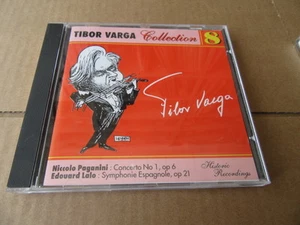 TIBOR VARGA Collection 8
Tibor Varga
Niccolo Paganini : Concerto No 1, op 6
Edouard Lalo : Symphonie Espagnole, op 21
Historic
Recordings